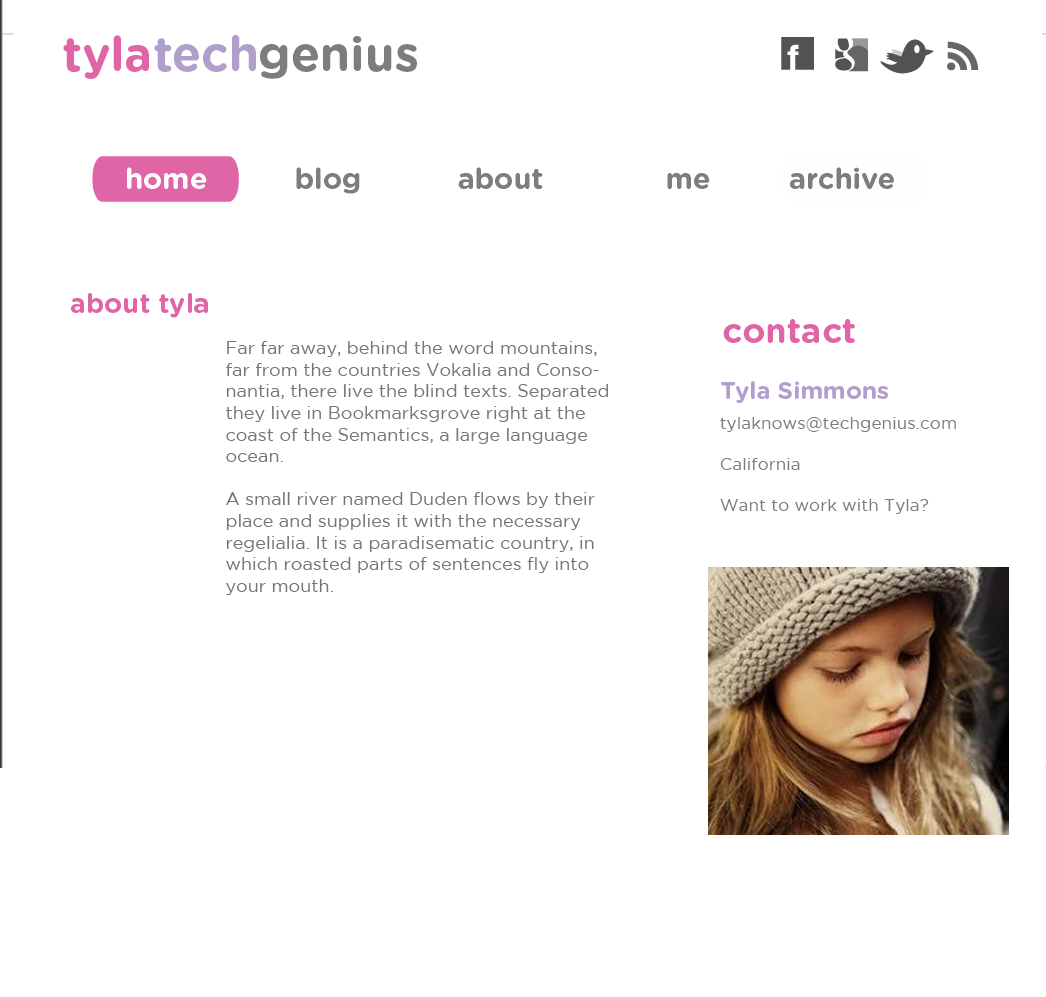 tylatechgenius
home blog about me archive
about tyla
Far far away, behind the word mountains,
far from the countries Vokalia and Conso-
nantia, there live the blind texts. Separated
they live in Bookmarksgrove right at the
coast of the Semantics, a large language
ocean.
A small river named Duden flows by their
place and supplies it with the necessary
regelialia. It is a paradisematic country, in
which roasted parts of sentences fly into
your mouth.
contact
Tyla Simmons
tylaknows@techgenius.com
California
Want to work with Tyla?